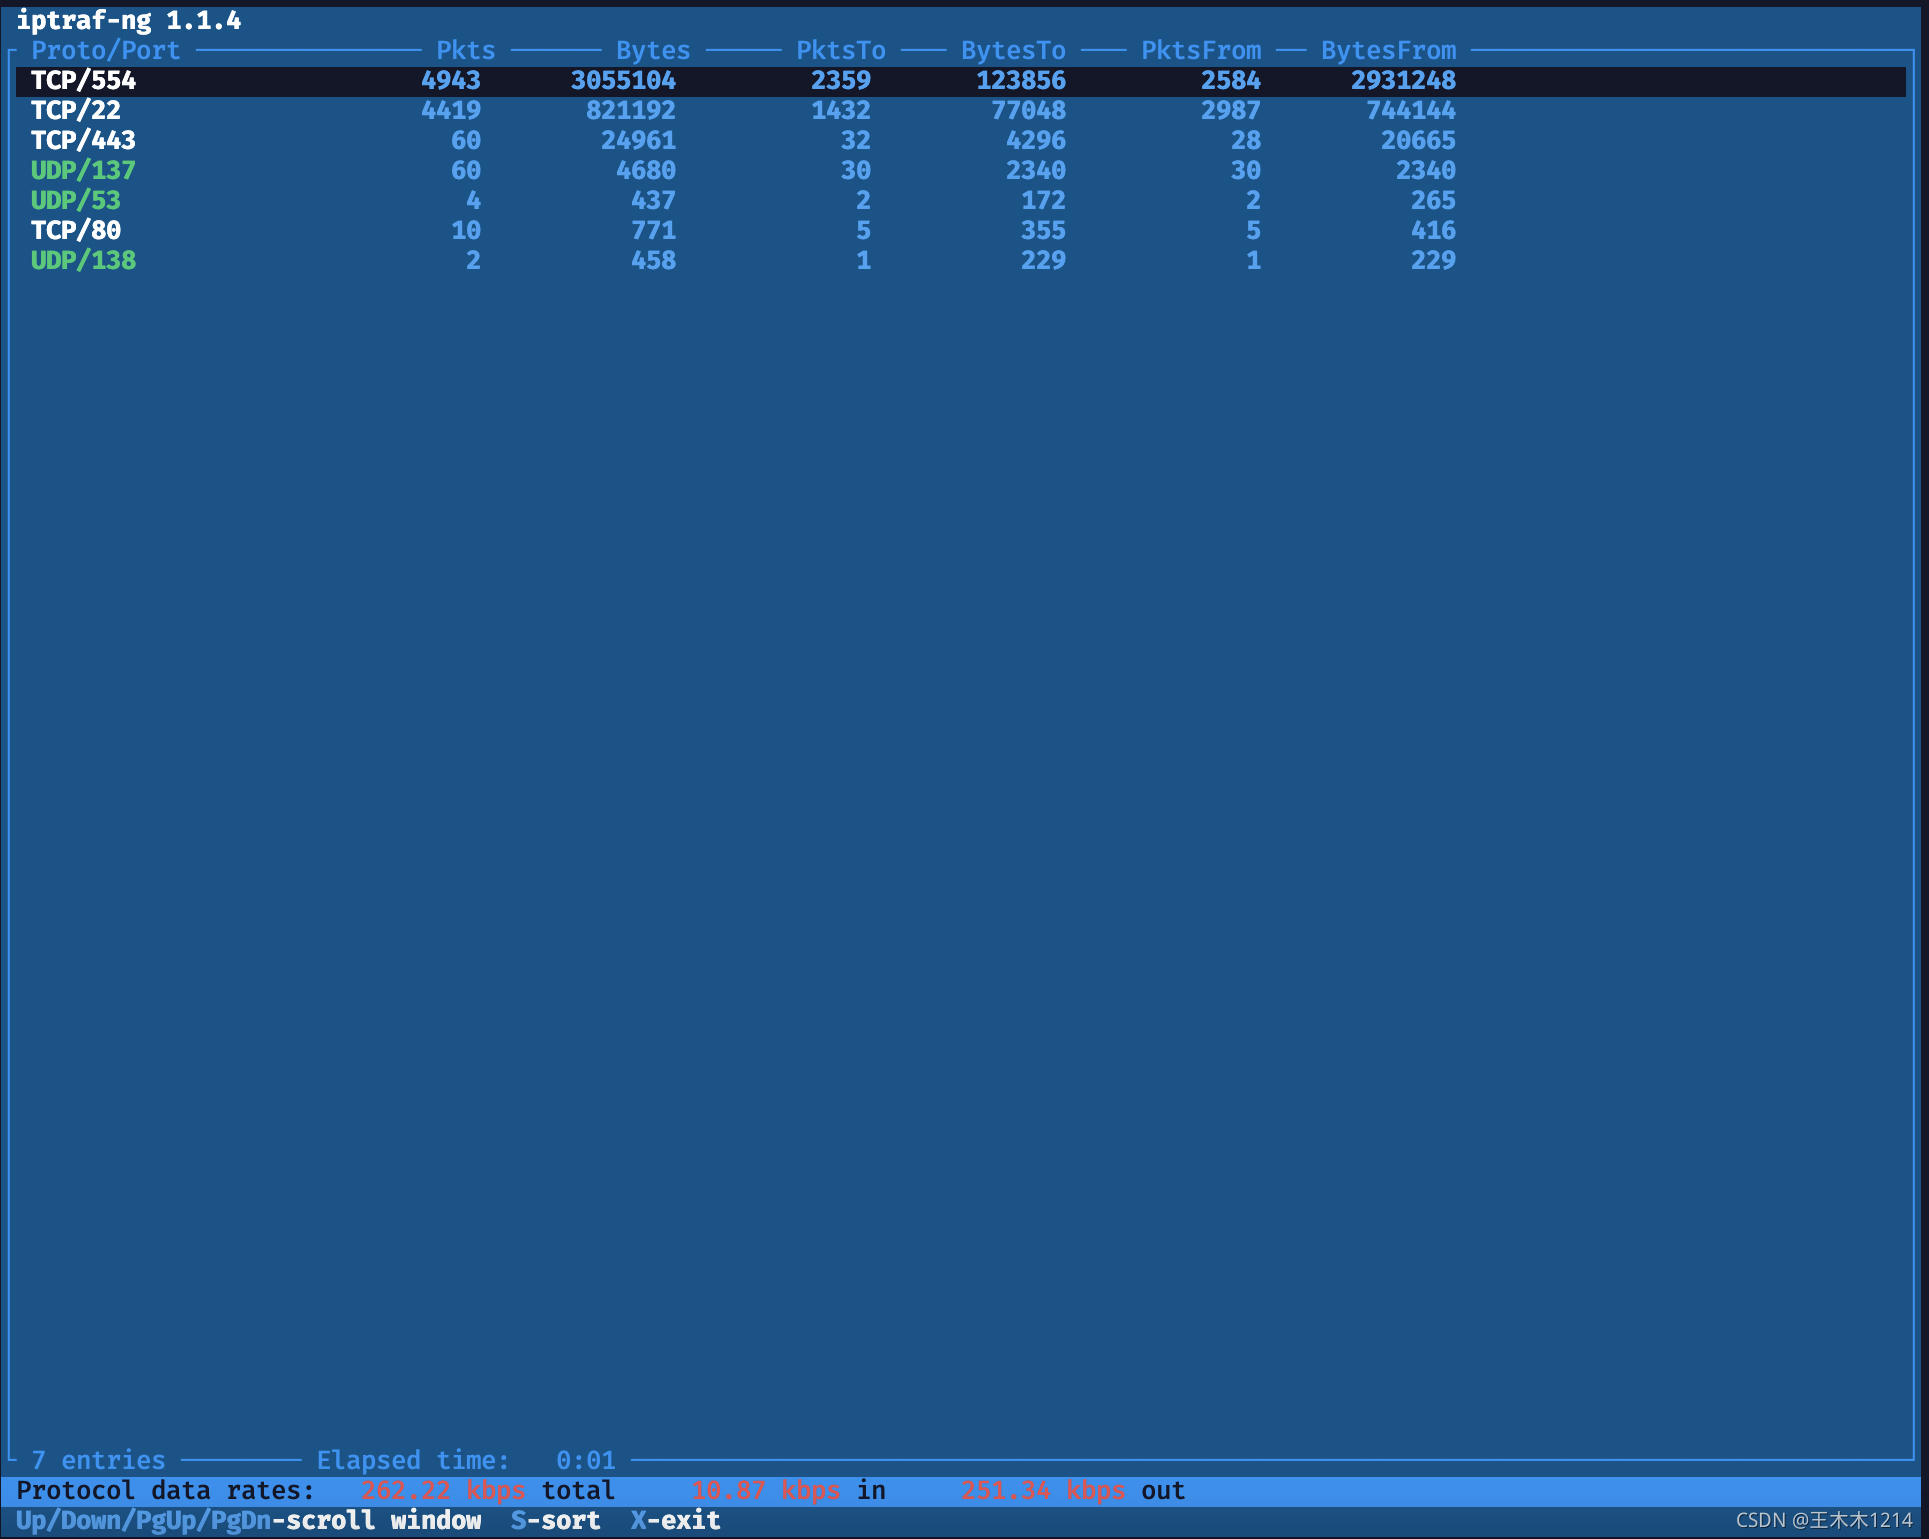 iptraf-ng 1.1.4
Proto/Port Pkts Bytes PktsTo BytesTo PktsFrom BytesFrom
TCP/554 4943 3055104 2359 123856 2584 2931248
TCP/22 4419 821192 1432 77048 2987 744144
TCP/443 60 24961 32 4296 28 20665
UDP/137 60 4680 30 2340 30 2340
UDP/53 4 437 2 172 2 265
TCP/80 10 771 5 355 5 416
UDP/138 2 458 1 229 1 229
7 entries Elapsed time: 0:01
Protocol data rates: 262.22 kbps total 10.87 kbps in 251.34 kbps out
Up/Down/PgUp/PgDn-scroll window S-sort X-exit
CSDN @王木木1214